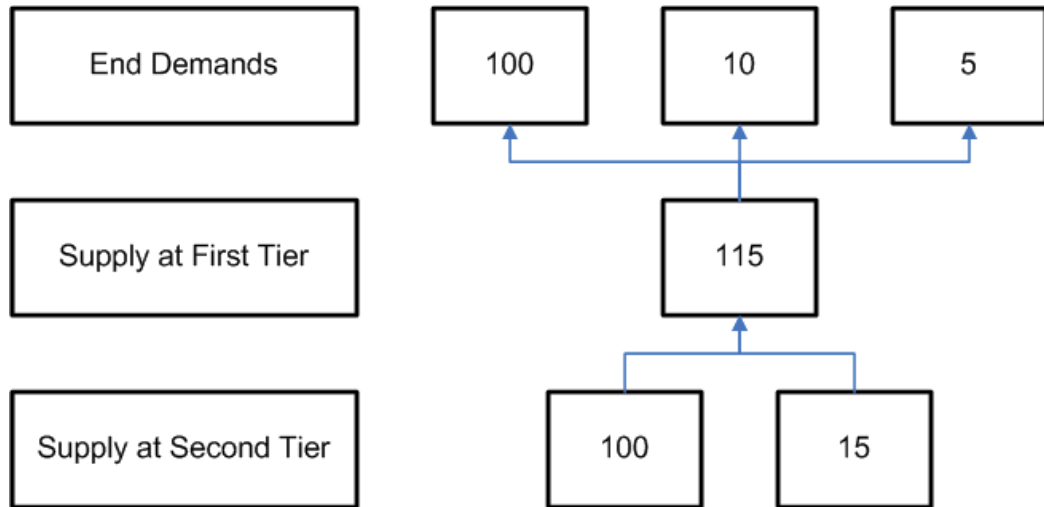 End Demands
100
10
5
Supply at First Tier
115
Supply at Second Tier
100
15